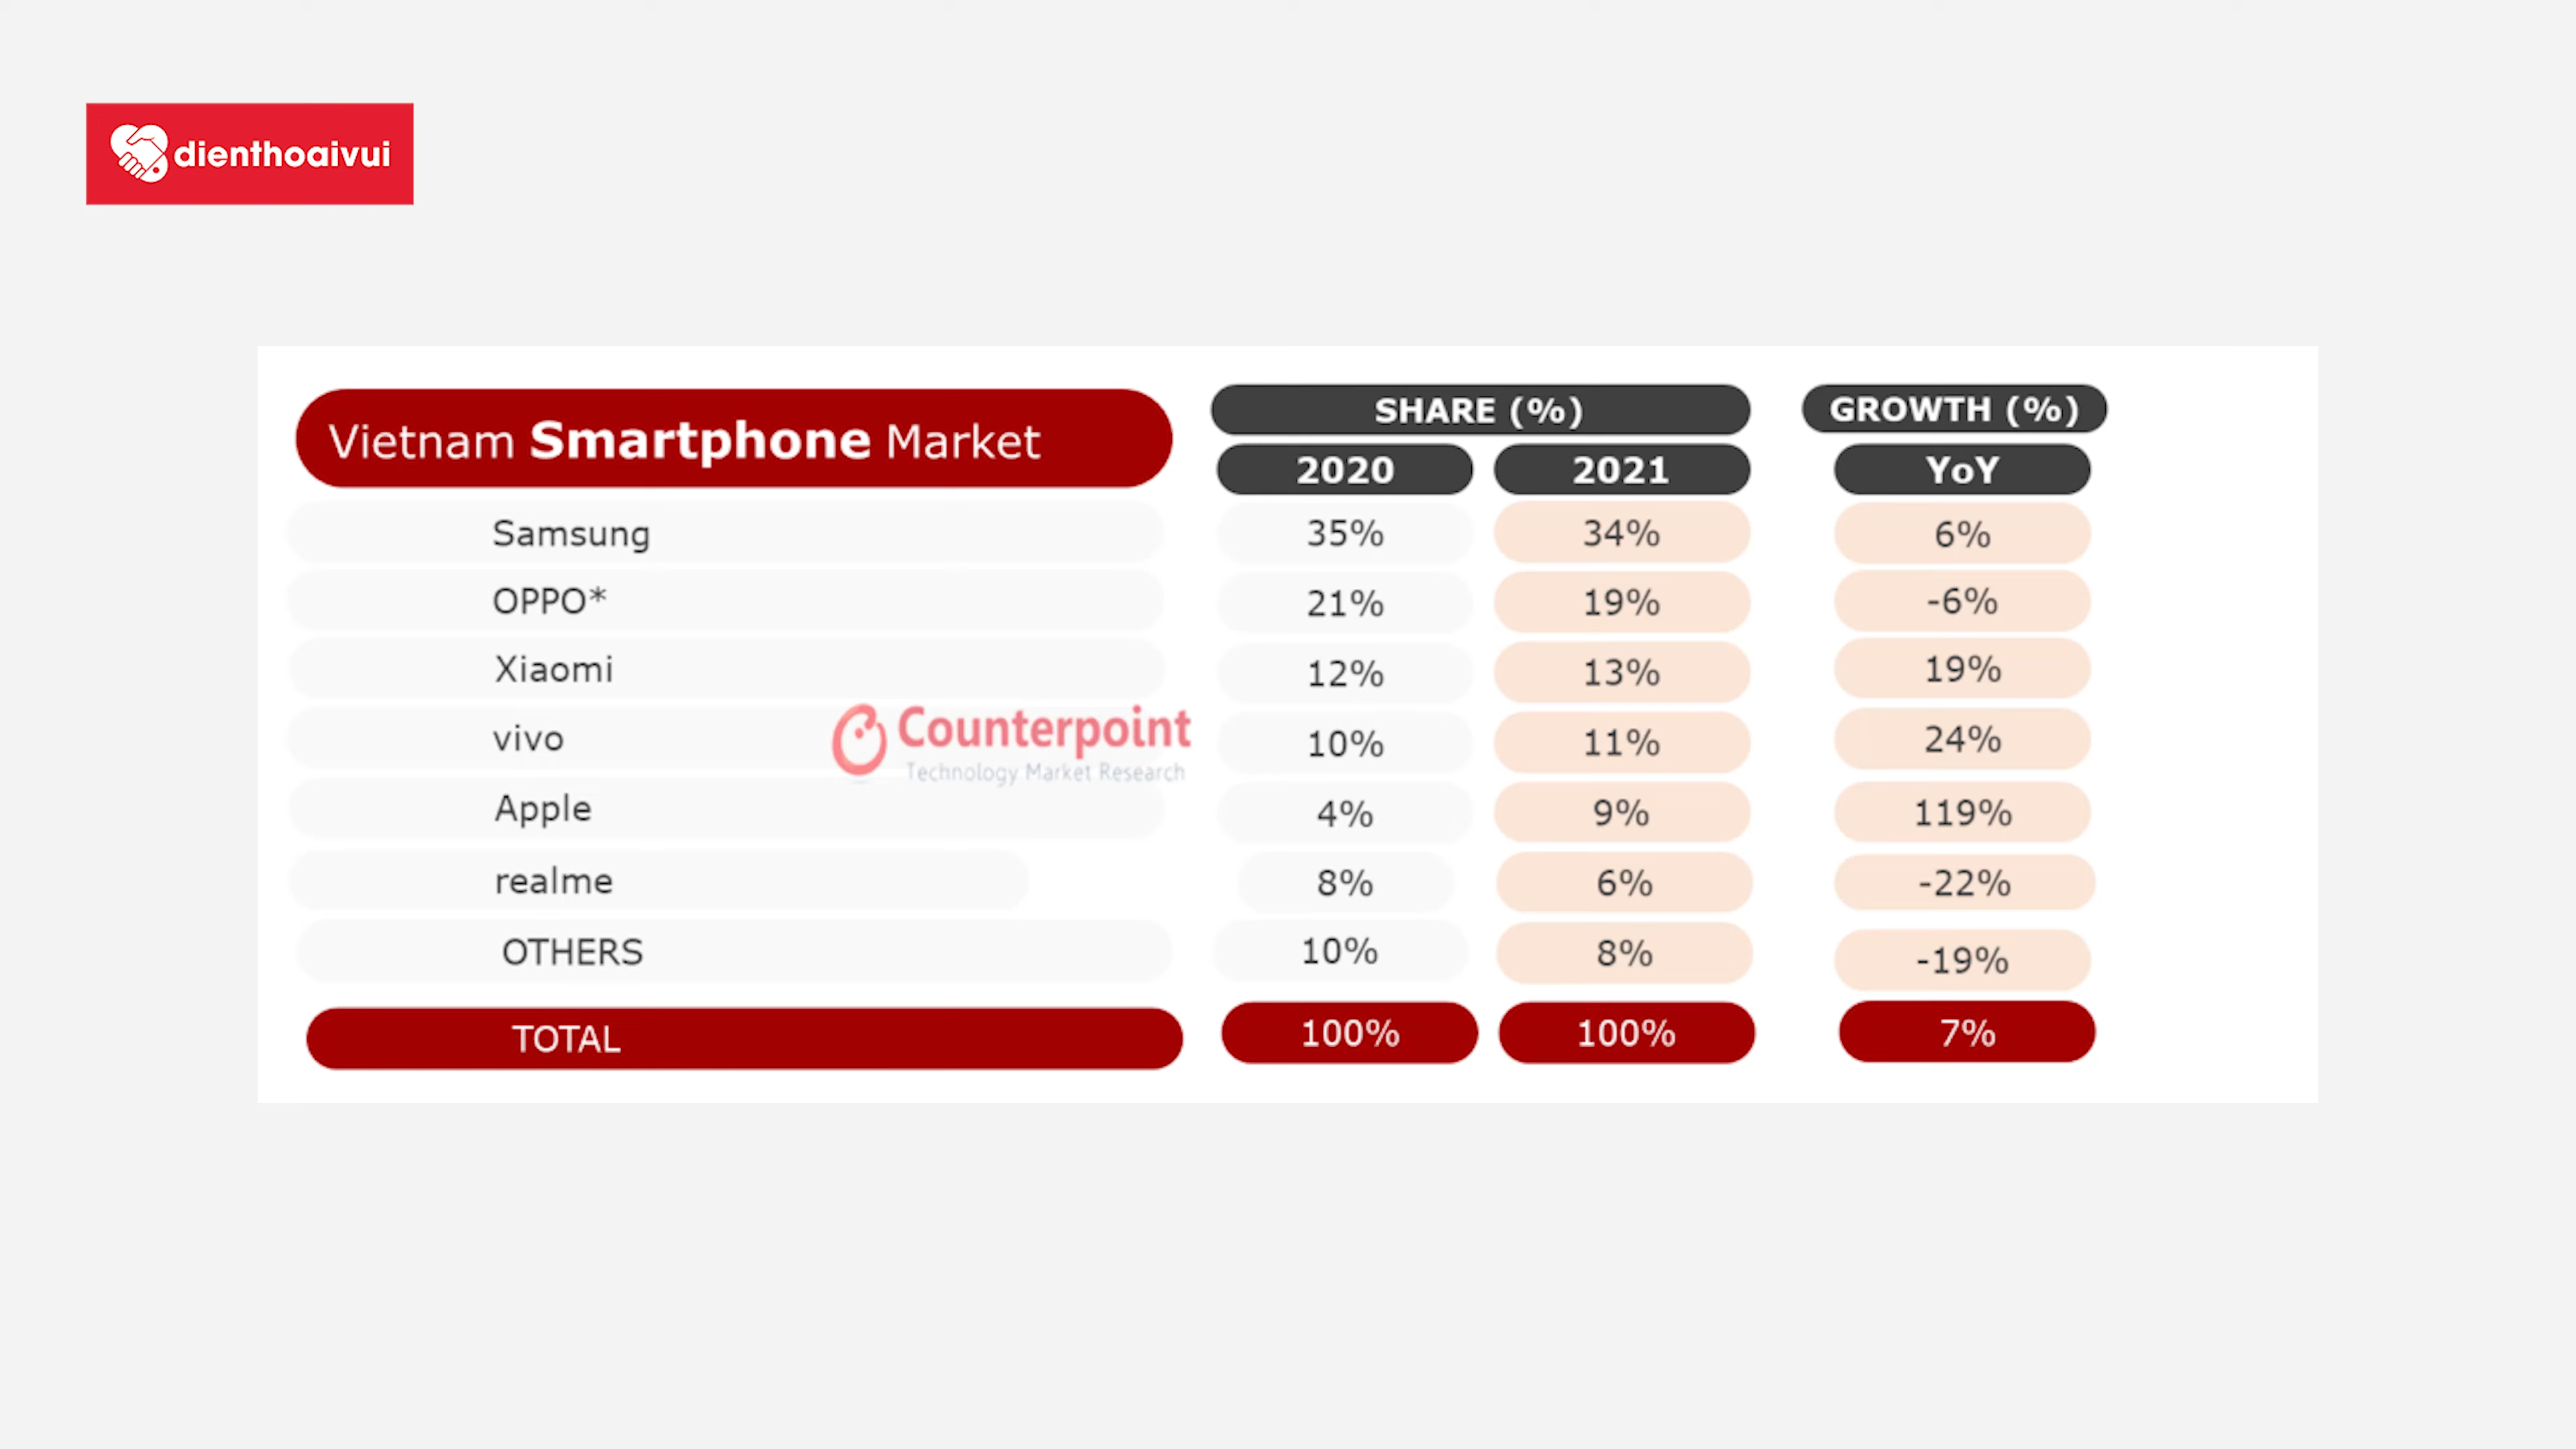 dienthoaivui
Vietnam Smartphone Market SHARE (%) GROWTH (%)
2020 2021 YoY
Samsung 35% 34% 6%
OPPO* 21% 19% -6%
Xiaomi 12% 13% 19%
vivo 10% 11% 24%
Counterpoint
Technology Market Research
Apple 4% 9% 119%
realme 8% 6% -22%
OTHERS 10% 8% -19%
TOTAL 100% 100% 7%